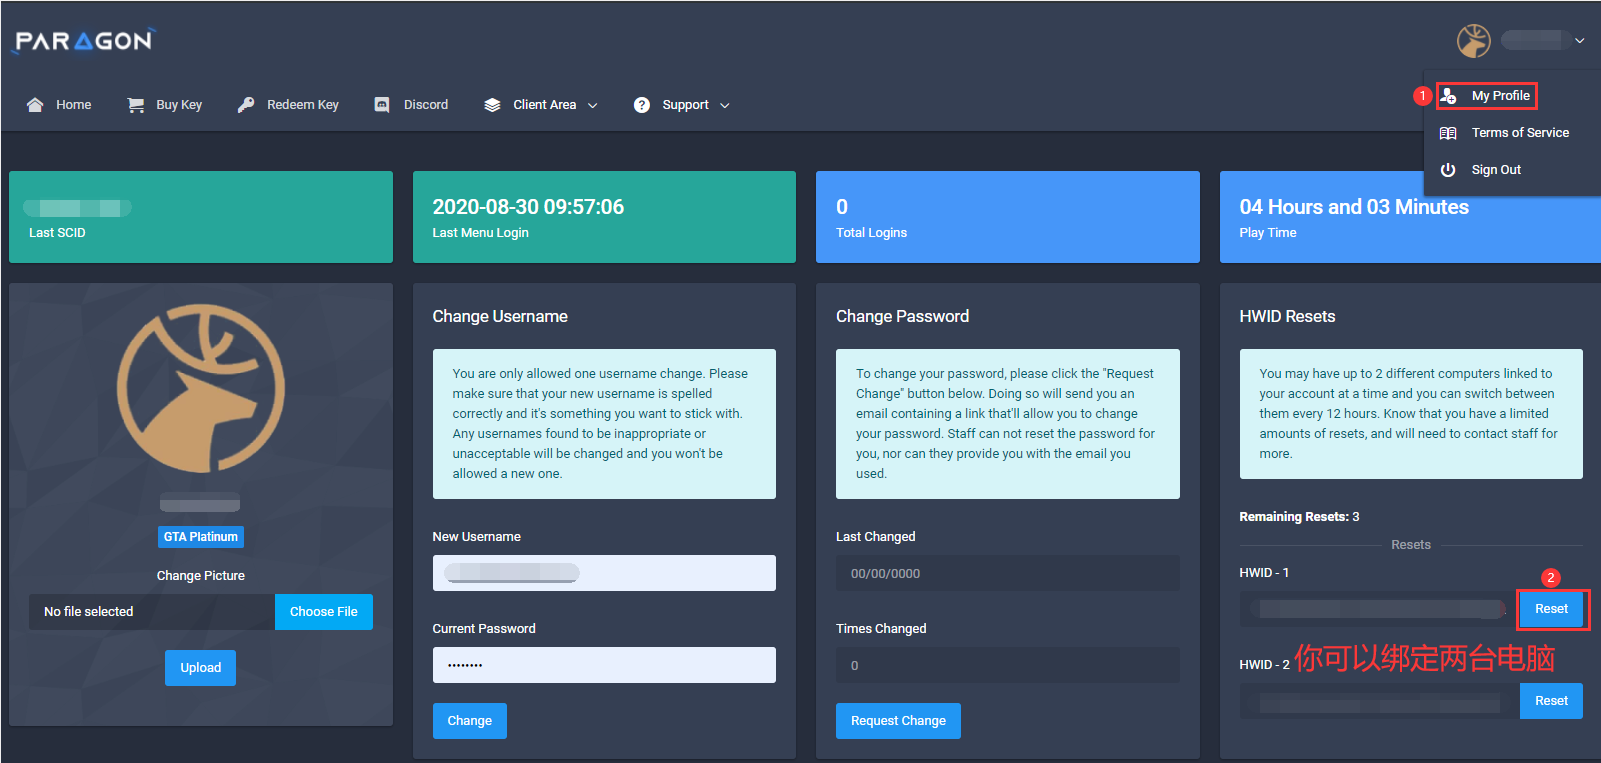 PARAGON
Home
Buy Key
Redeem Key
Discord
Client Area
Support
1
My Profile
Terms of Service
Sign Out
Last SCID
2020-08-30 09:57:06
Last Menu Login
0
Total Logins
04 Hours and 03 Minutes
Play Time
GTA Platinum
Change Picture
No file selected
Choose File
Upload
Change Username
You are only allowed one username change. Please
make sure that your new username is spelled
correctly and it's something you want to stick with.
Any usernames found to be inappropriate or
unacceptable will be changed and you won't be
allowed a new one.
New Username
Current Password
••••••••
Change
Change Password
To change your password, please click the "Request
Change" button below. Doing so will send you an
email containing a link that'll allow you to change
your password. Staff can not reset the password for
you, nor can they provide you with the email you
used.
Last Changed
00/00/0000
Times Changed
0
Request Change
HWID Resets
You may have up to 2 different computers linked to
your account at a time and you can switch between
them every 12 hours. Know that you have a limited
amounts of resets, and will need to contact staff for
more.
Remaining Resets: 3
Resets
HWID - 1
2
Reset
HWID - 2 你可以绑定两台电脑
Reset